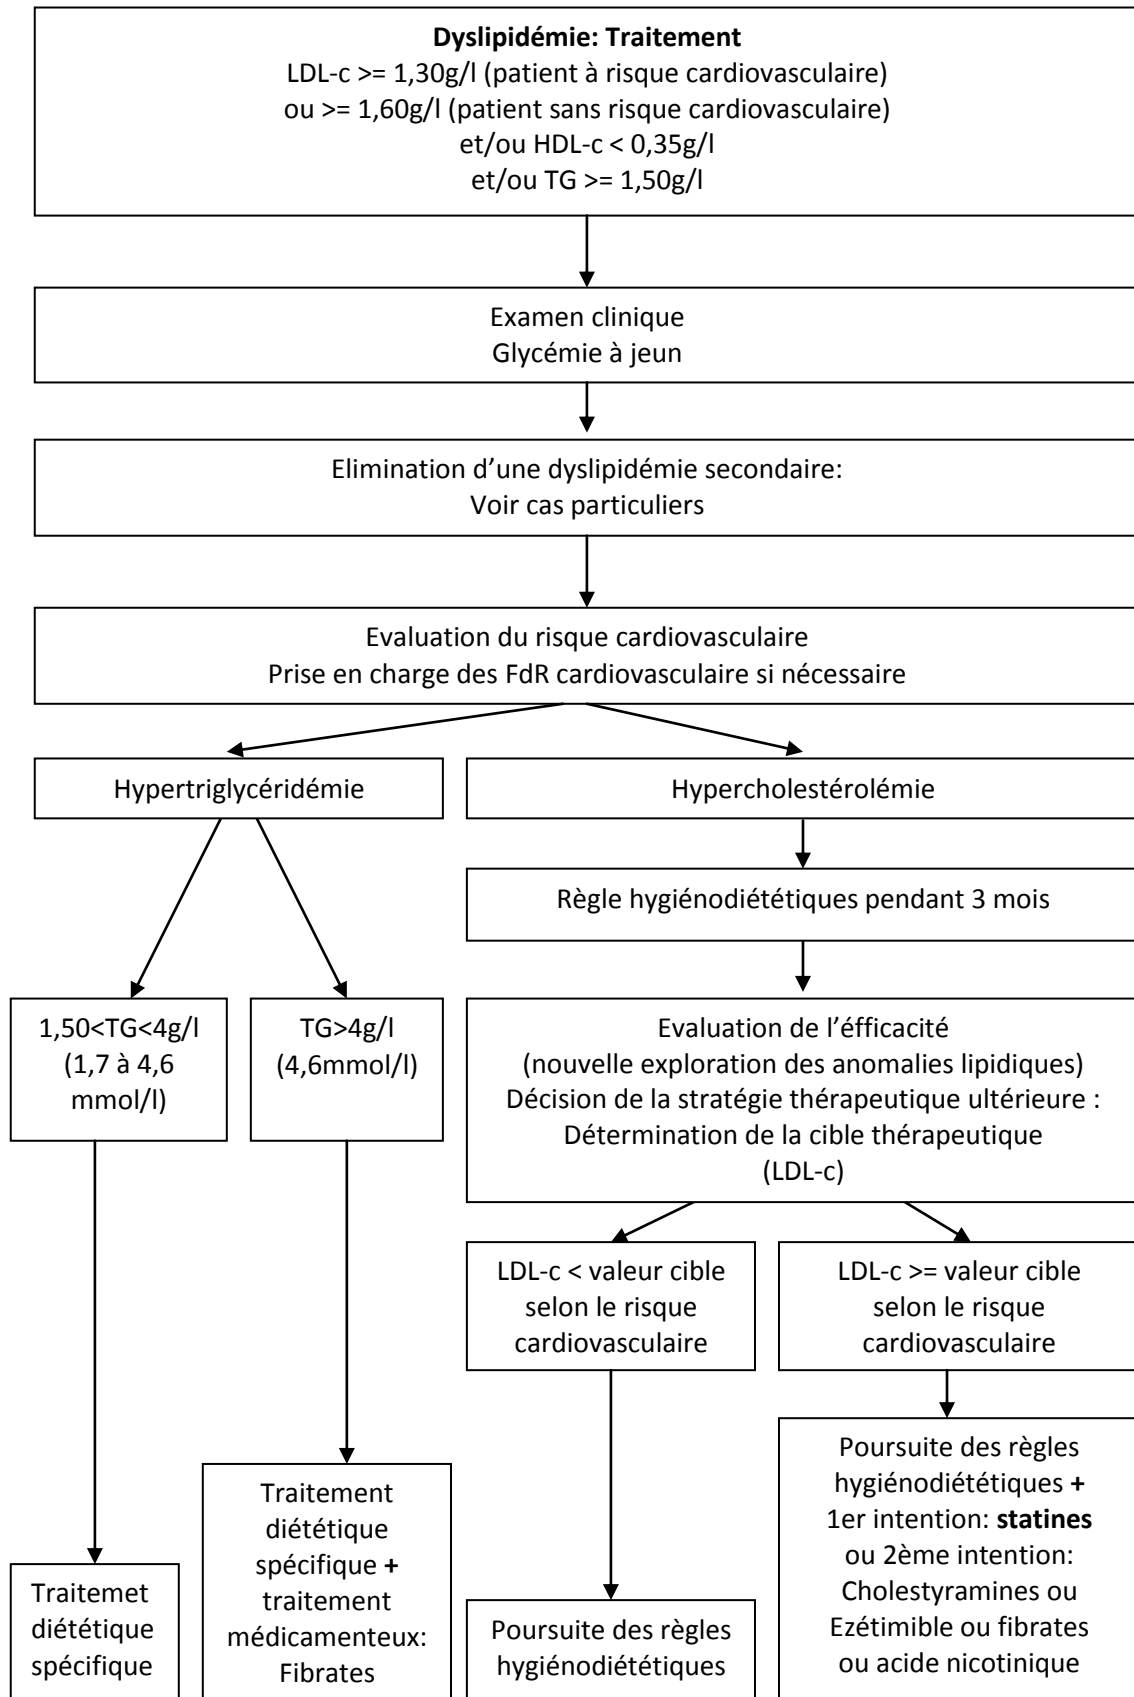 Dyslipidémie: Traitement
LDL-c >= 1,30g/l (patient à risque cardiovasculaire)
ou >= 1,60g/l (patient sans risque cardiovasculaire)
et/ou HDL-c < 0,35g/l
et/ou TG >= 1,50g/l
Examen clinique
Glycémie à jeun
Elimination d’une dyslipidémie secondaire:
Voir cas particuliers
Evaluation du risque cardiovasculaire
Prise en charge des FdR cardiovasculaire si nécessaire
Hypertriglycéridémie
Hypercholestérolémie
Règle hygiénodiététiques pendant 3 mois
1,50<TG<4g/l
(1,7 à 4,6
mmol/l)
TG>4g/l
(4,6mmol/l)
Evaluation de l’éfficacité
(nouvelle exploration des anomalies lipidiques)
Décision de la stratégie thérapeutique ultérieure :
Détermination de la cible thérapeutique
(LDL-c)
LDL-c < valeur cible
selon le risque
cardiovasculaire
LDL-c >= valeur cible
selon le risque
cardiovasculaire
Traitemet
diététique
spécifique
Traitement
diététique
spécifique +
traitement
médicamenteux:
Fibrates
Poursuite des règles
hygiénodiététiques
Poursuite des règles
hygiénodiététiques +
1er intention: statines
ou 2ème intention:
Cholestyramines ou
Ezétimible ou fibrates
ou acide nicotinique